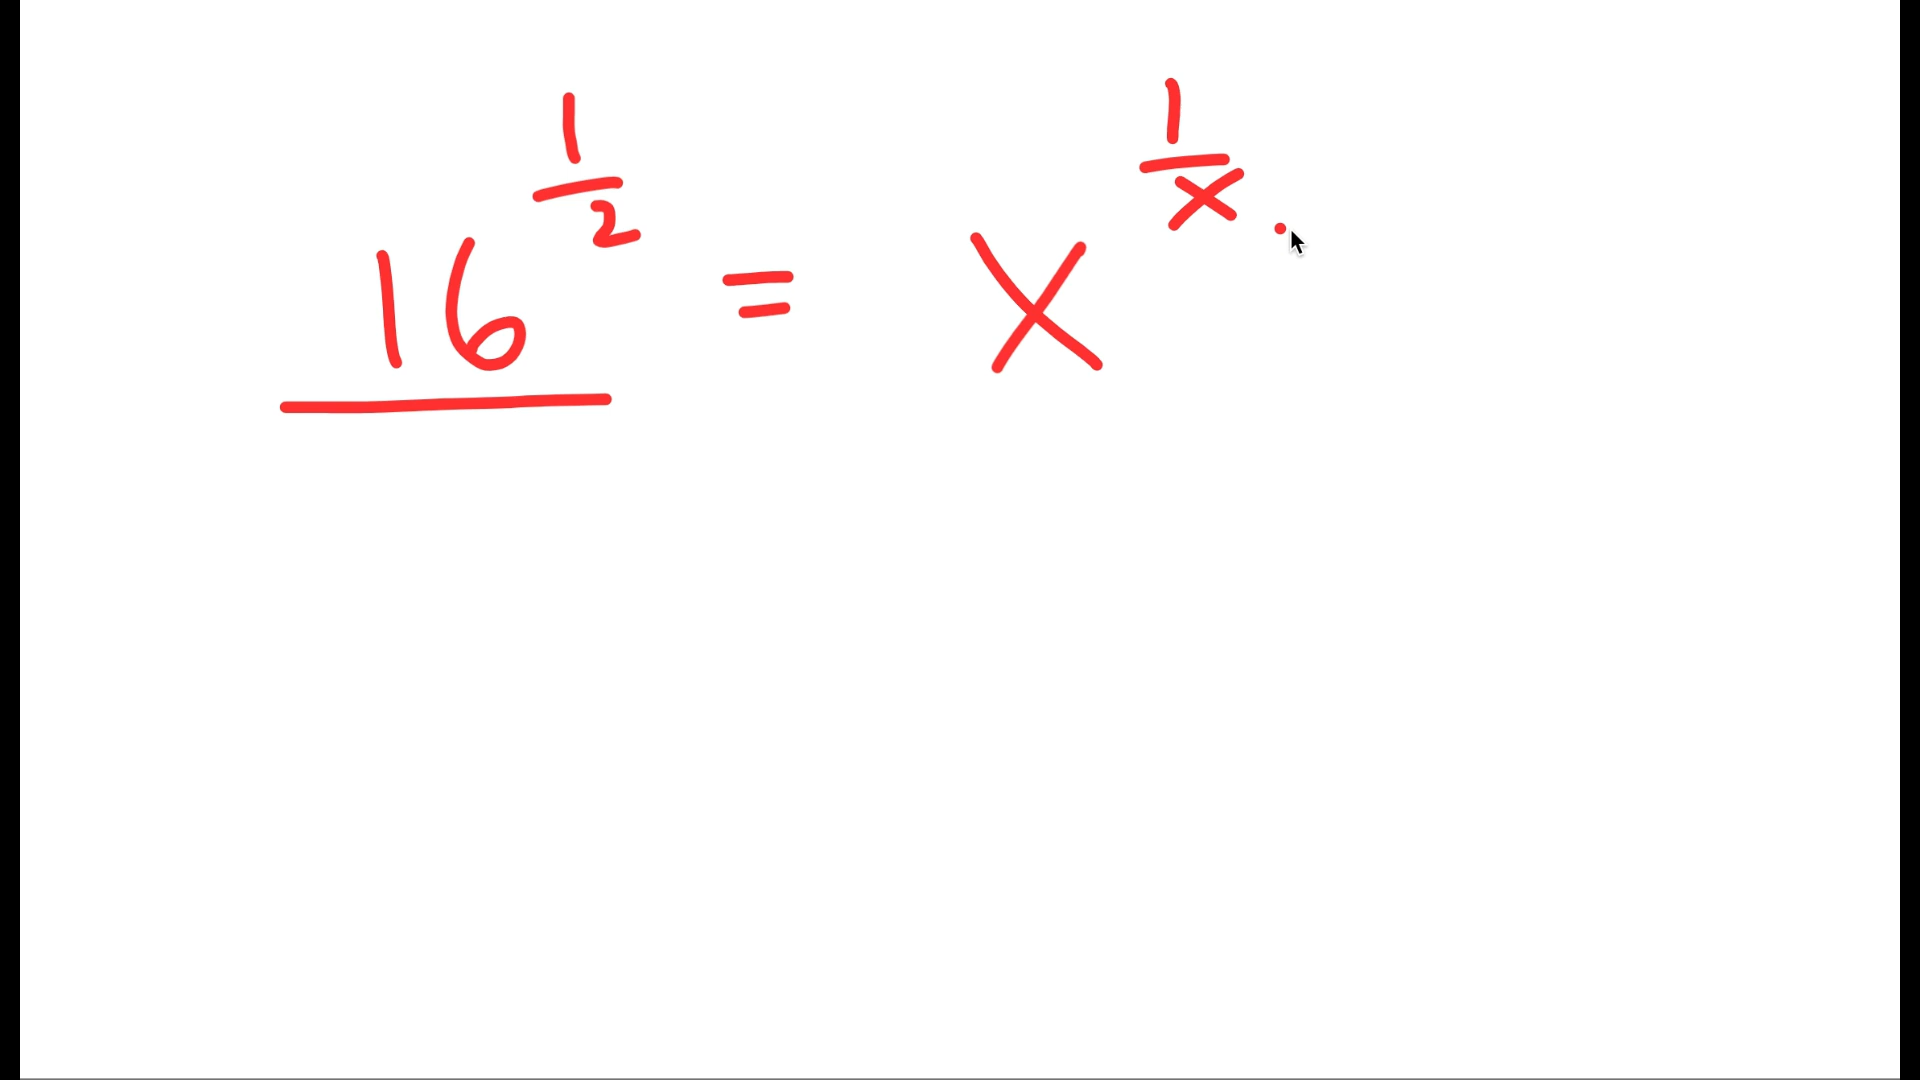 16^(1/2) = x^(1/x) .